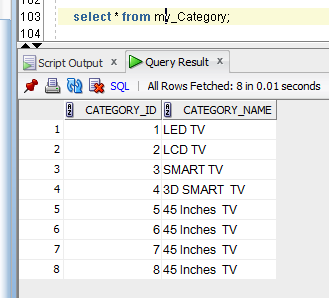 103 select * from my_Category;
104
Script Output × Query Result ×
SQL | All Rows Fetched: 8 in 0.01 seconds
CATEGORY_ID CATEGORY_NAME
1 1 LED TV
2 2 LCD TV
3 3 SMART TV
4 4 3D SMART  TV
5 5 45 Inches  TV
6 6 45 Inches  TV
7 7 45 Inches  TV
8 8 45 Inches  TV